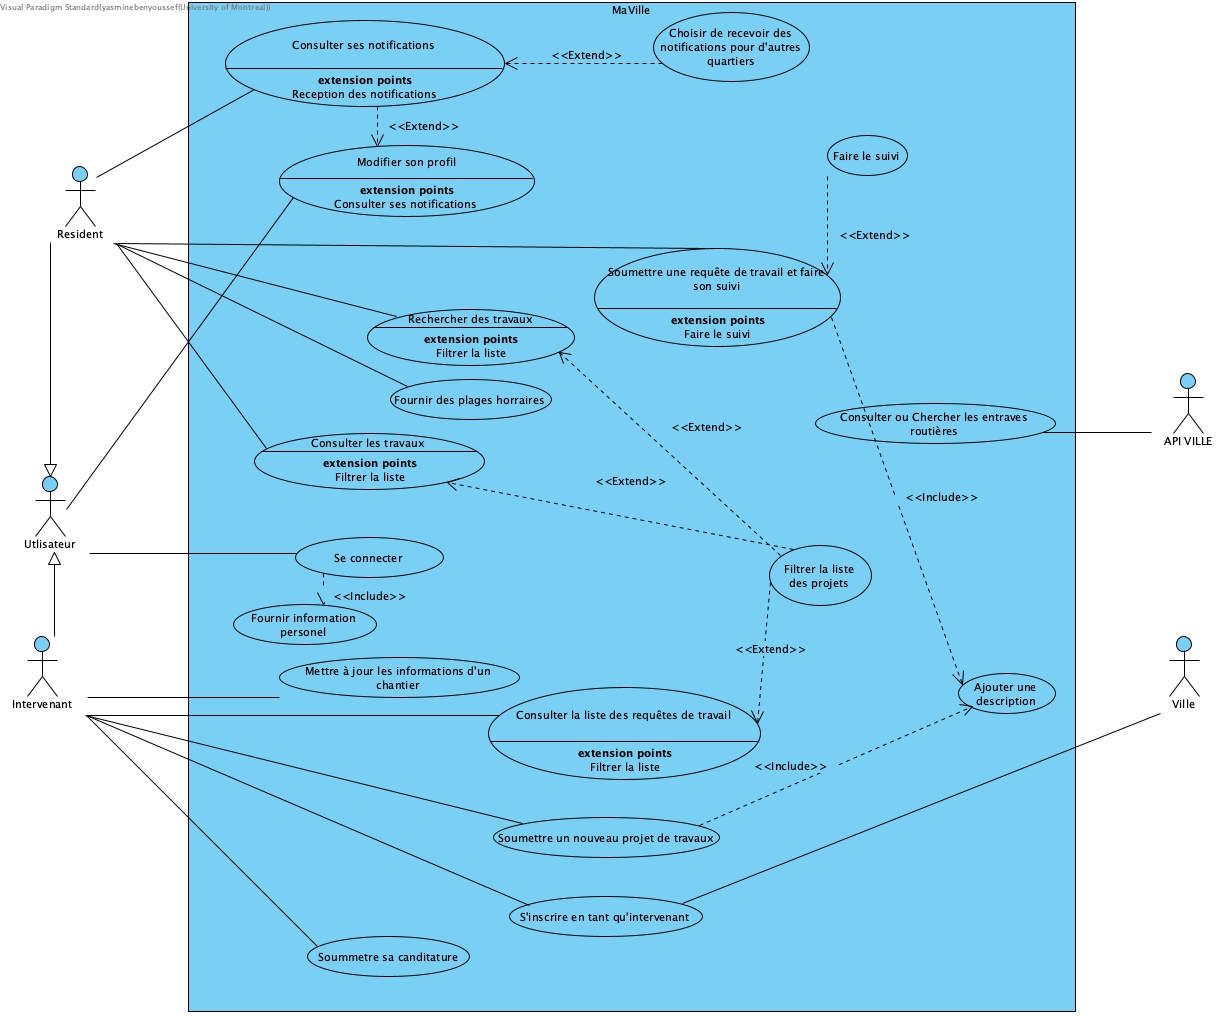 Visual Paradigm Standard(yasminebenyoussef(University of Montreal))
MaVille
Consulter ses notifications
extension points
Reception des notifications
<<Extend>>
Choisir de recevoir des
notifications pour d'autres
quartiers
<<Extend>>
Modifier son profil
extension points
Consulter ses notifications
Faire le suivi
<<Extend>>
Resident
Soumettre une requête de travail et faire
son suivi
extension points
Faire le suivi
Rechercher des travaux
extension points
Filtrer la liste
Fournir des plages horraires
Consulter ou Chercher les entraves
routières
API VILLE
<<Extend>>
Consulter les travaux
extension points
Filtrer la liste
<<Extend>>
<<Include>>
Utlisateur
Se connecter
Filtrer la liste
des projets
<<Include>>
Fournir information
personel
<<Extend>>
Mettre à jour les informations d'un
chantier
Intervenant
Ajouter une
description
Ville
Consulter la liste des requêtes de travail
extension points
Filtrer la liste
<<Include>>
Soumettre un nouveau projet de travaux
S'inscrire en tant qu'intervenant
Soummetre sa canditature